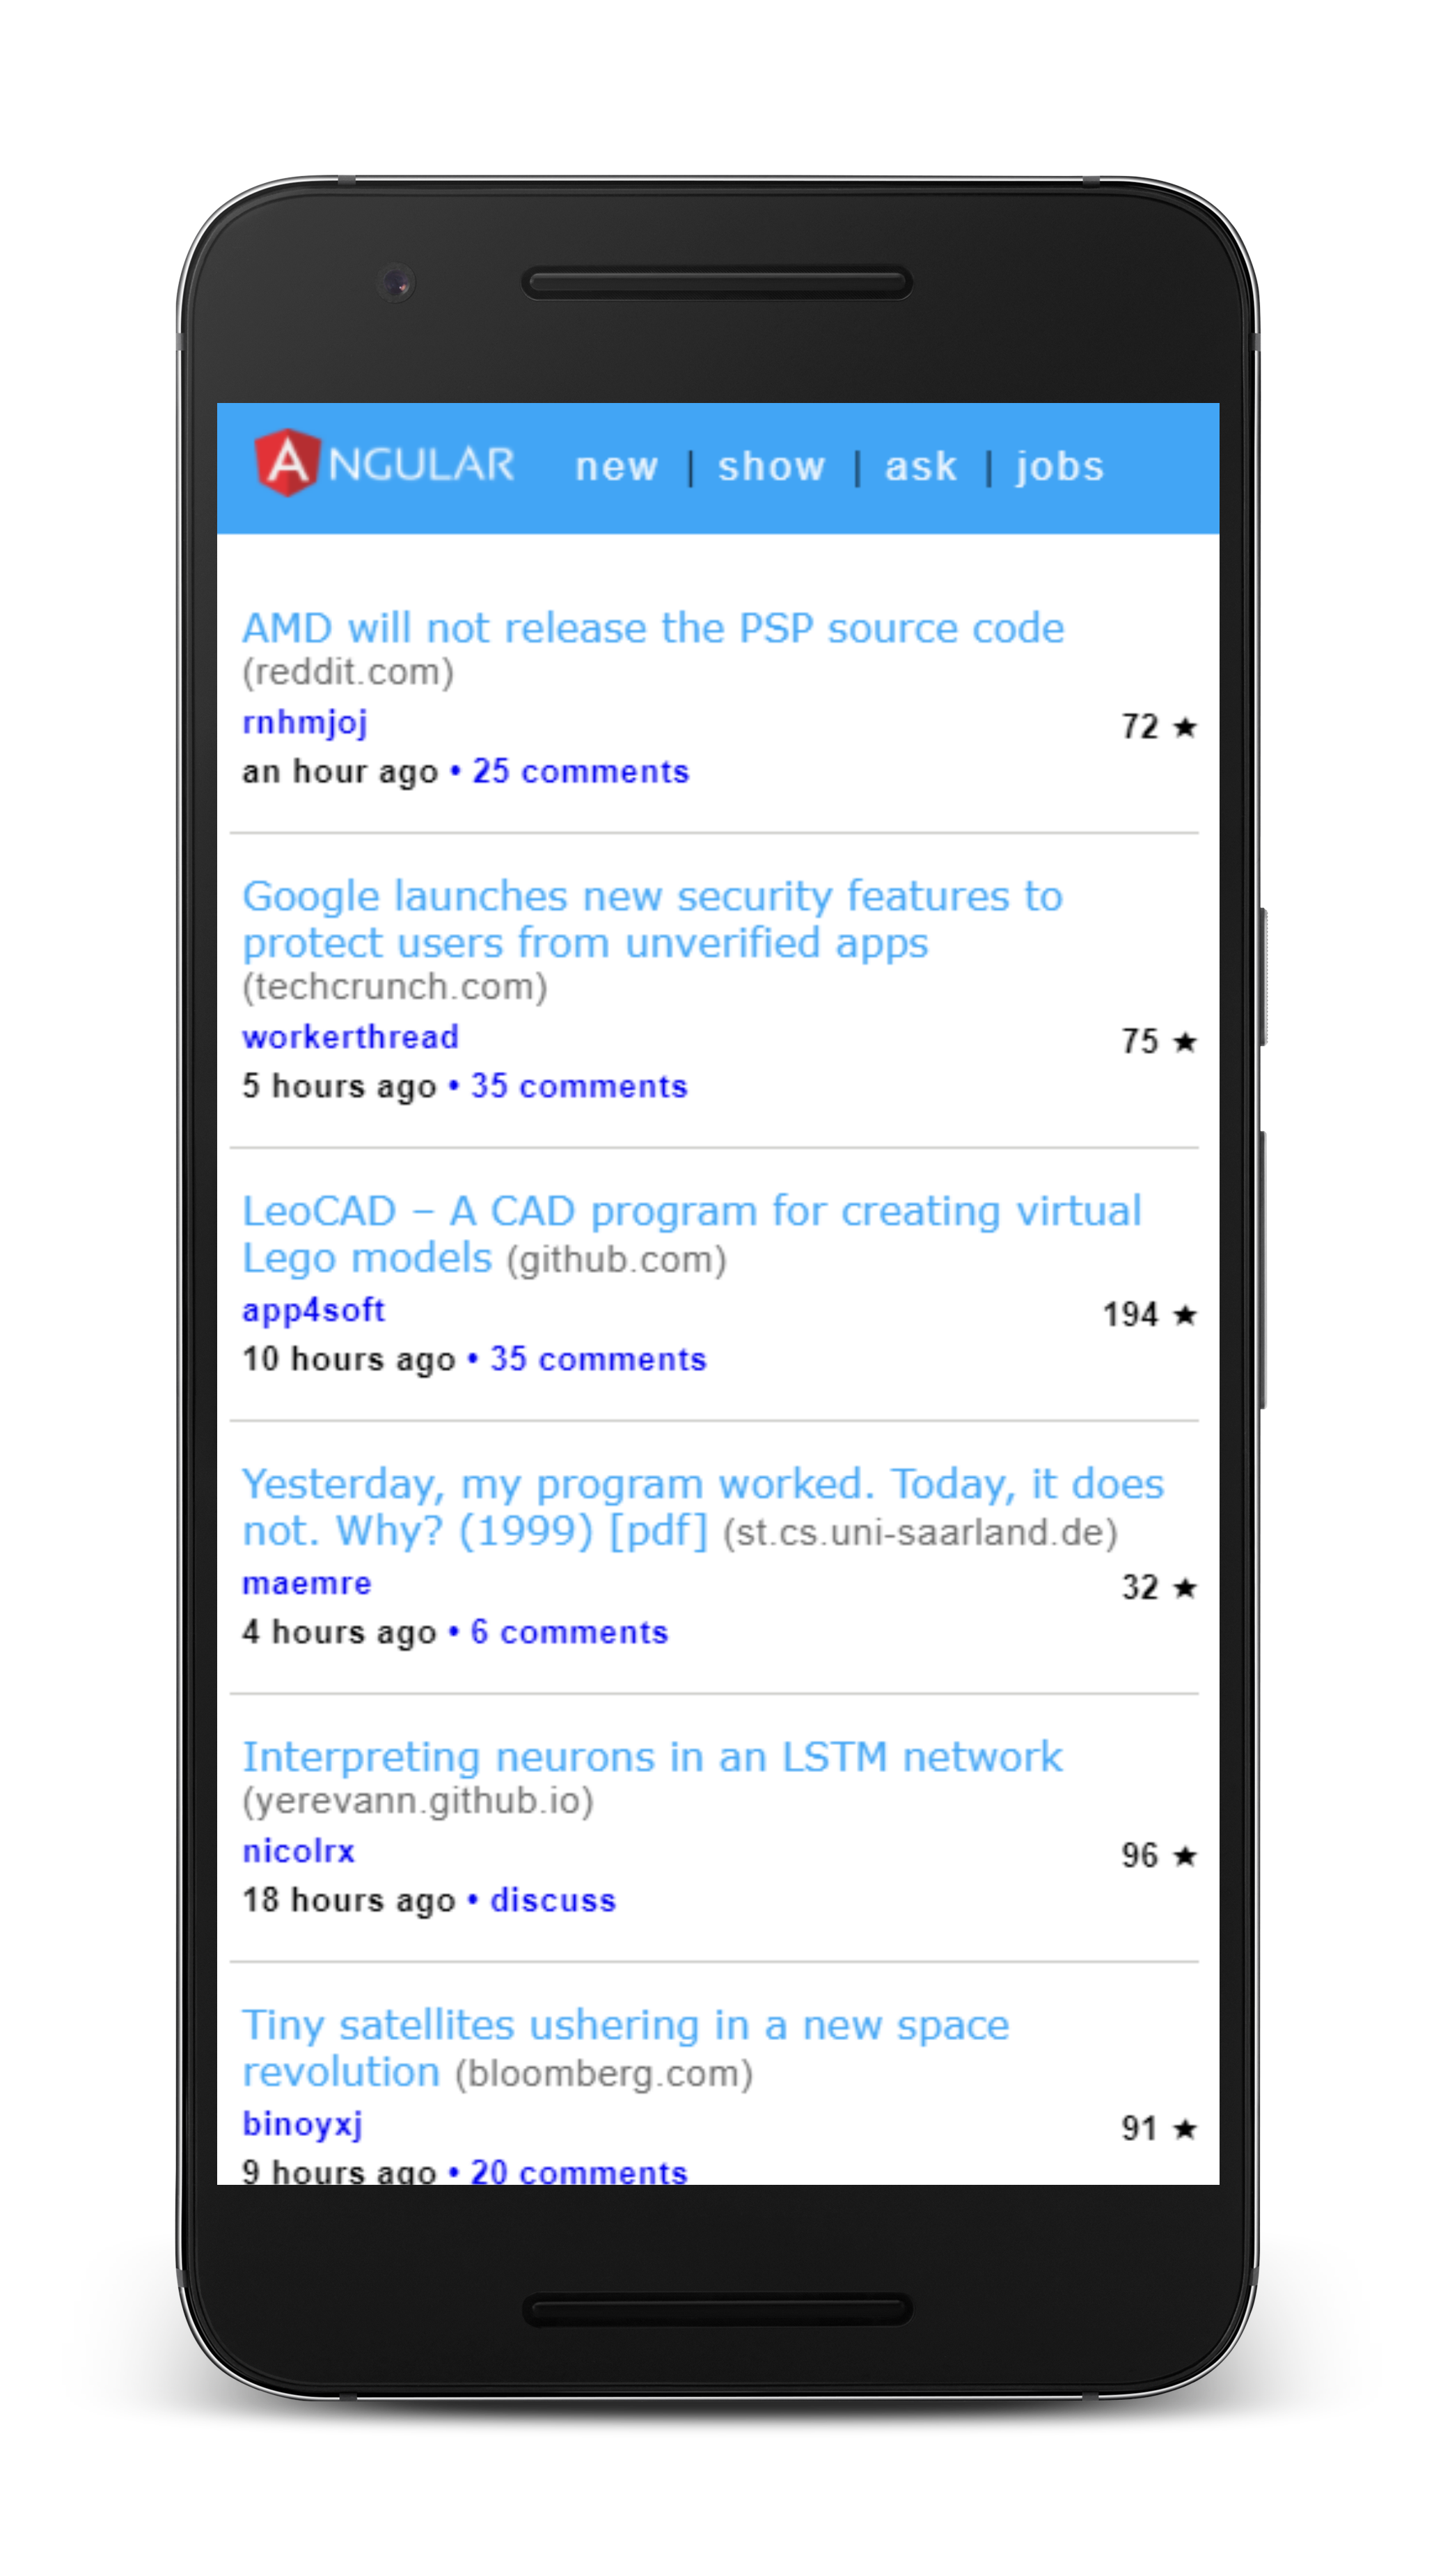 ANGULAR new | show | ask | jobs
AMD will not release the PSP source code
(reddit.com)
rnhmjoj
72 ★
an hour ago • 25 comments
Google launches new security features to
protect users from unverified apps
(techcrunch.com)
workerthread
75 ★
5 hours ago • 35 comments
LeoCAD – A CAD program for creating virtual
Lego models (github.com)
app4soft
194 ★
10 hours ago • 35 comments
Yesterday, my program worked. Today, it does
not. Why? (1999) [pdf] (st.cs.uni-saarland.de)
maemre
32 ★
4 hours ago • 6 comments
Interpreting neurons in an LSTM network
(yerevann.github.io)
nicolrx
96 ★
18 hours ago • discuss
Tiny satellites ushering in a new space
revolution (bloomberg.com)
binoyxj
91 ★
9 hours ago • 20 comments